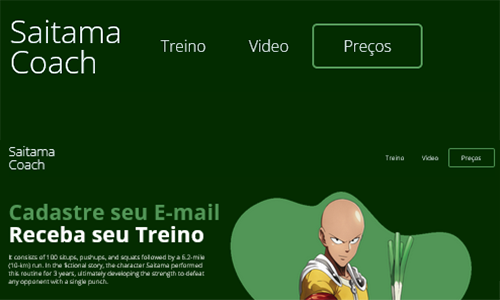 Saitama
Coach
Treino Video Preços
Saitama
Coach
Treino Video Preços
Cadastre seu E-mail
Receba seu Treino
It consists of 100 situps, pushups, and squats followed by a 6.2-mile
(10-km) run. In the fictional story, the character Saitama performed
this routine for 3 years, ultimately developing the strength to defeat
any opponent with a single punch.